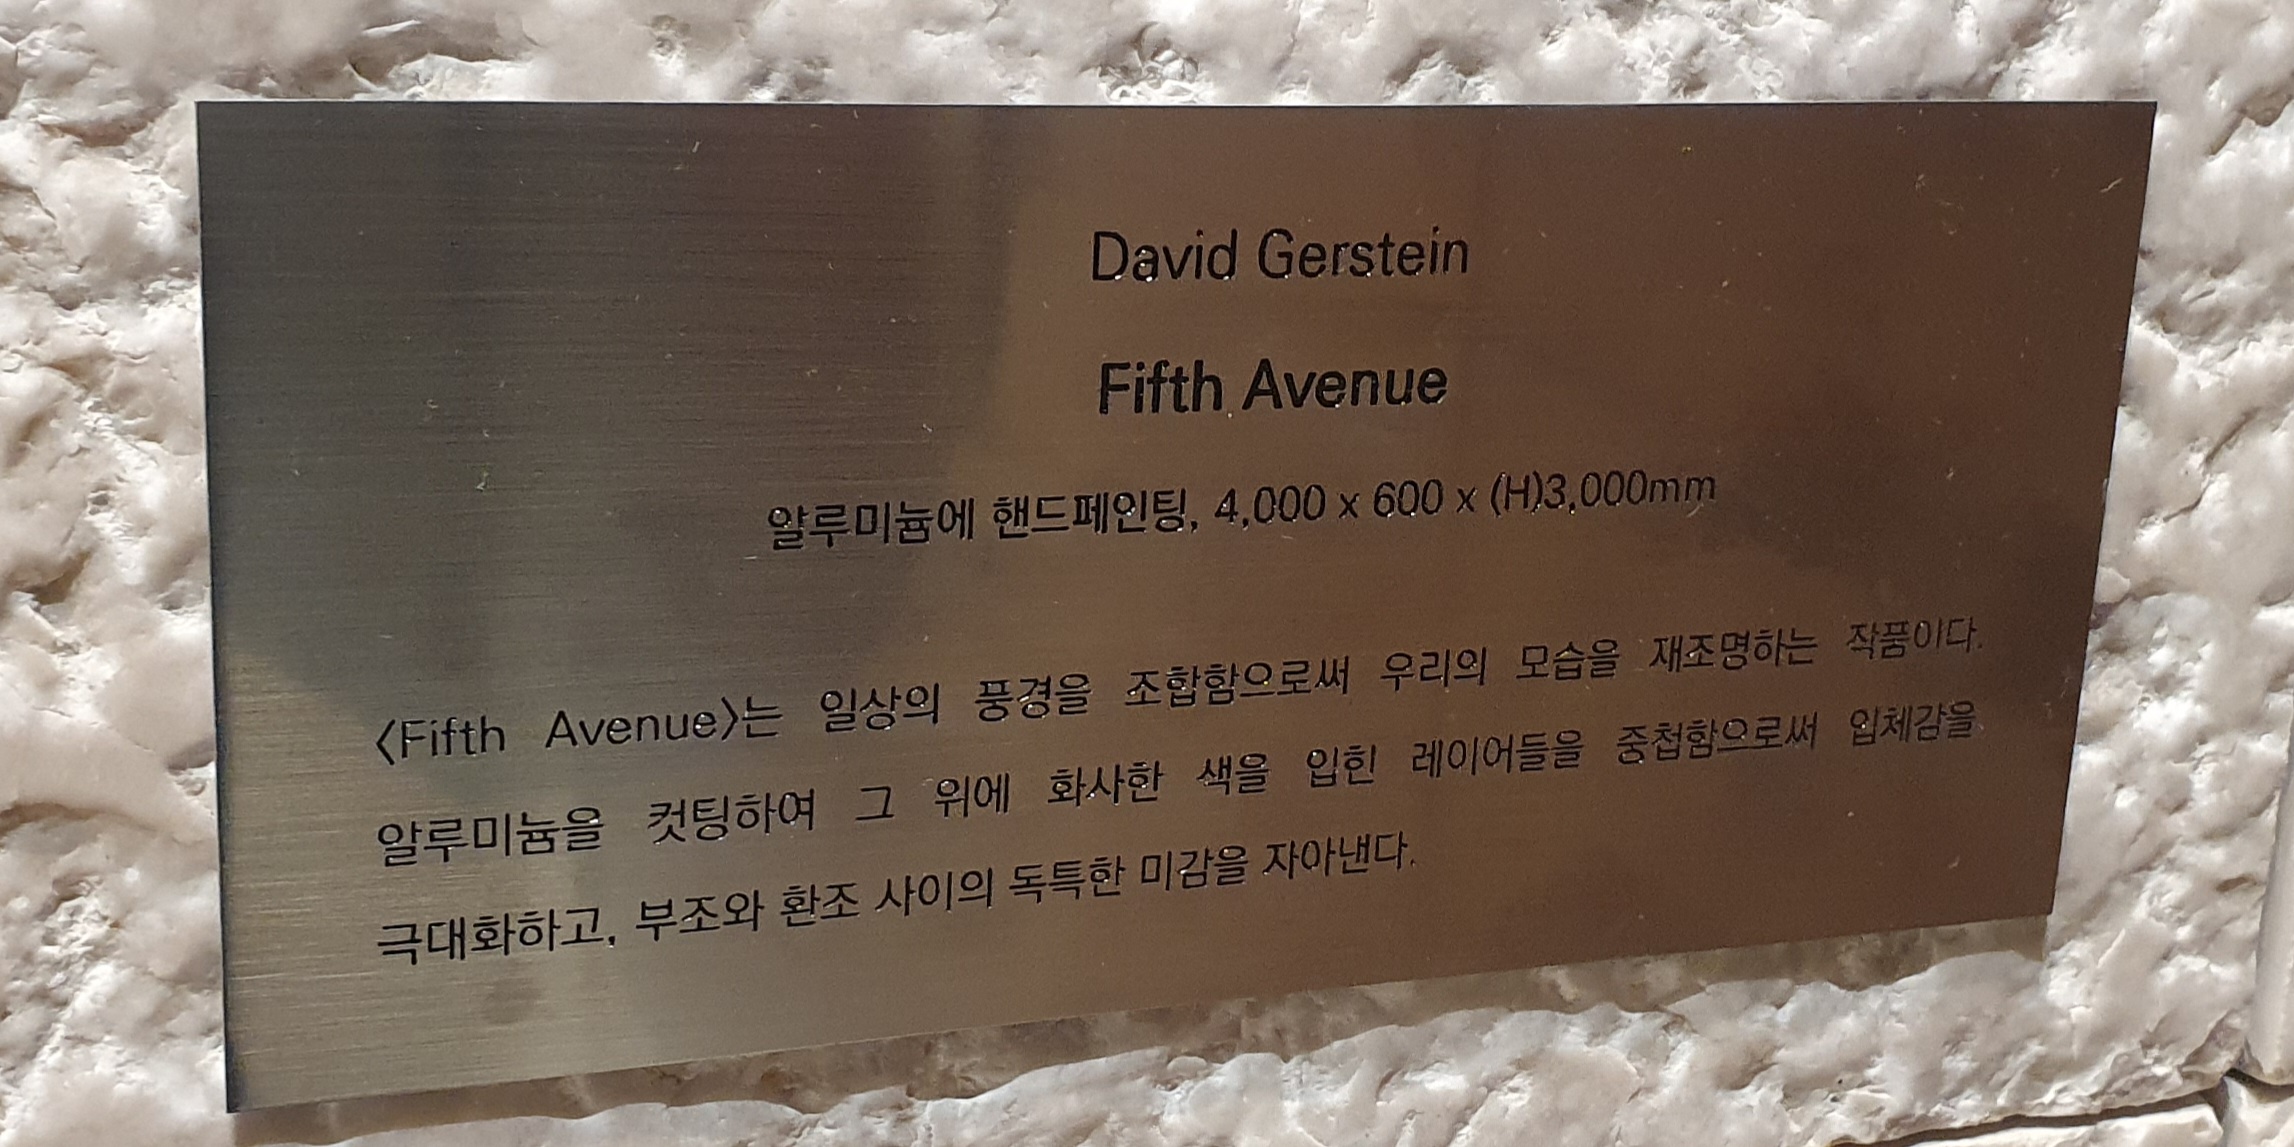 David Gerstein
Fifth Avenue
알루미늄에 핸드페인팅, 4,000 x 600 x (H)3,000mm
〈Fifth Avenue〉는 일상의 풍경을 조합함으로써 우리의 모습을 재조명하는 작품이다.
알루미늄을 컷팅하여 그 위에 화사한 색을 입힌 레이어들을 중첩함으로써 입체감을
극대화하고, 부조와 환조 사이의 독특한 미감을 자아낸다.